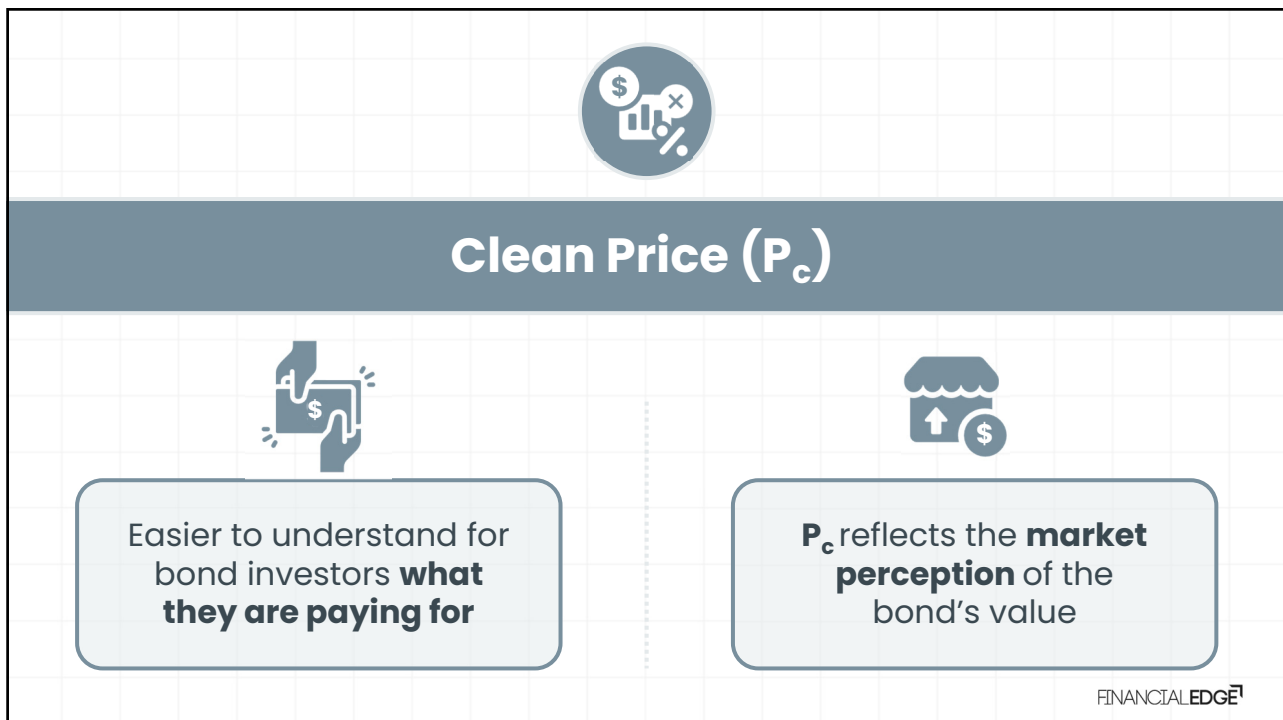 $
%
Clean Price (Pc)
$
$
Easier to understand for
bond investors what
they are paying for
Pc reflects the market
perception of the
bond's value
FINANCIALEDGE